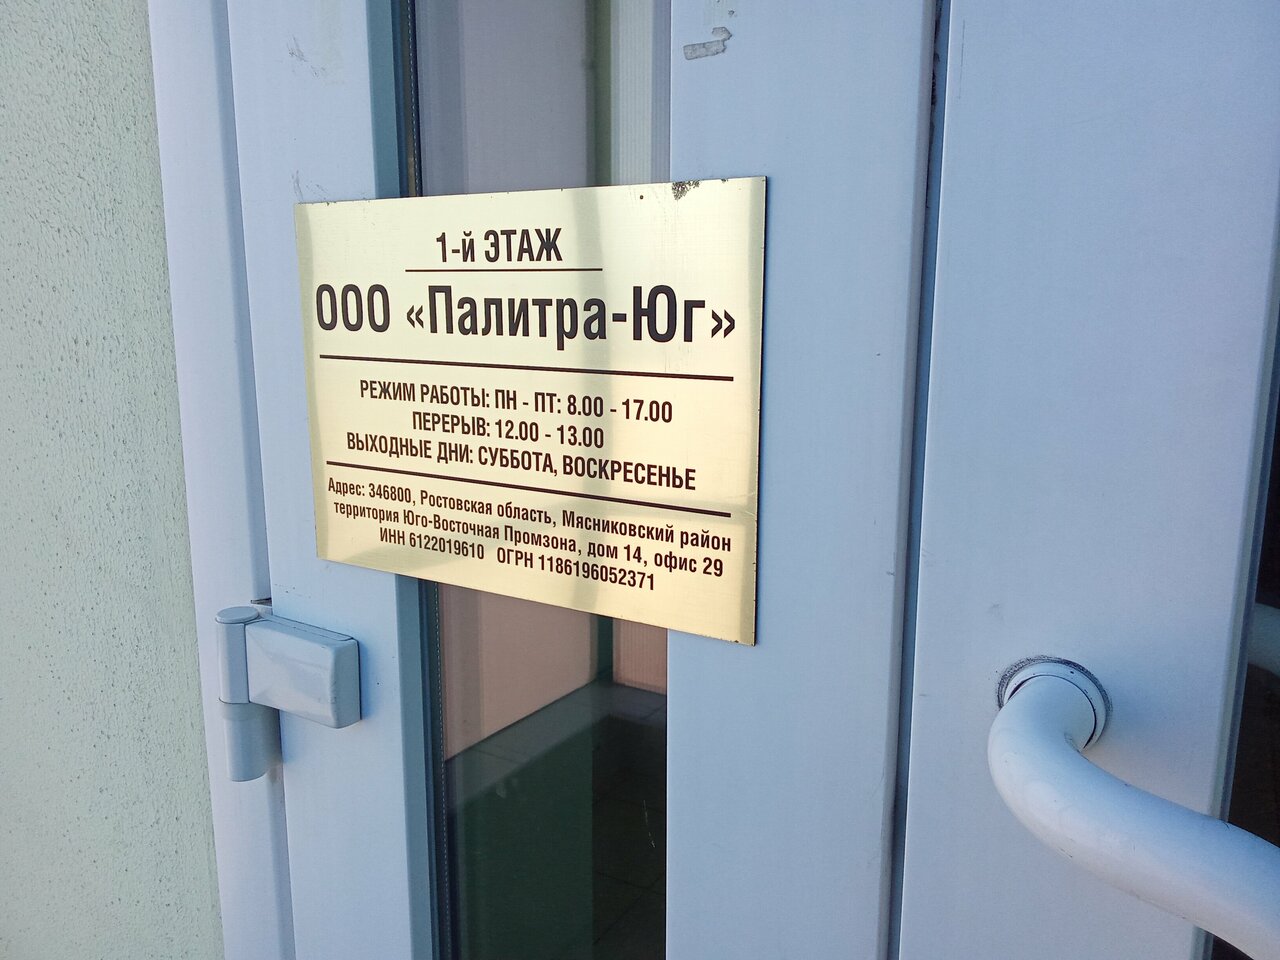 1-й ЭТАЖ
ООО «Палитра-Юг»
РЕЖИМ РАБОТЫ: ПН - ПТ: 8.00 - 17.00
ПЕРЕРЫВ: 12.00 - 13.00
ВЫХОДНЫЕ ДНИ: СУББОТА, ВОСКРЕСЕНЬЕ
Адрес: 346800, Ростовская область, Мясниковский район
территория Юго-Восточная Промзона, дом 14, офис 29
ИНН 6122019610 ОГРН 1186196052371